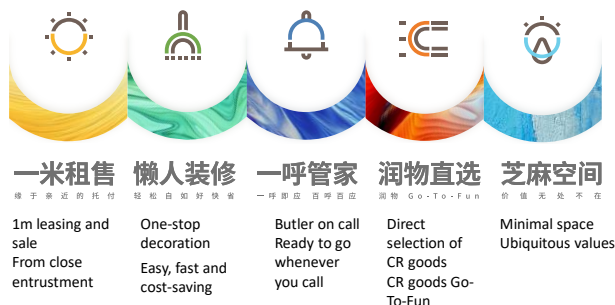 一米租售
缘于亲近的托付
1m leasing and
sale
From close
entrustment
懒人装修
轻松自如好快省
One-stop
decoration
Easy, fast and
cost-saving
一呼管家
一呼即应 百呼百应
Butler on call
Ready to go
whenever
you call
润物直选
润物 Go-To-Fun
Direct
selection of
CR goods
CR goods Go-
To-Fun
芝麻空间
价值无处不在
Minimal space
Ubiquitous values